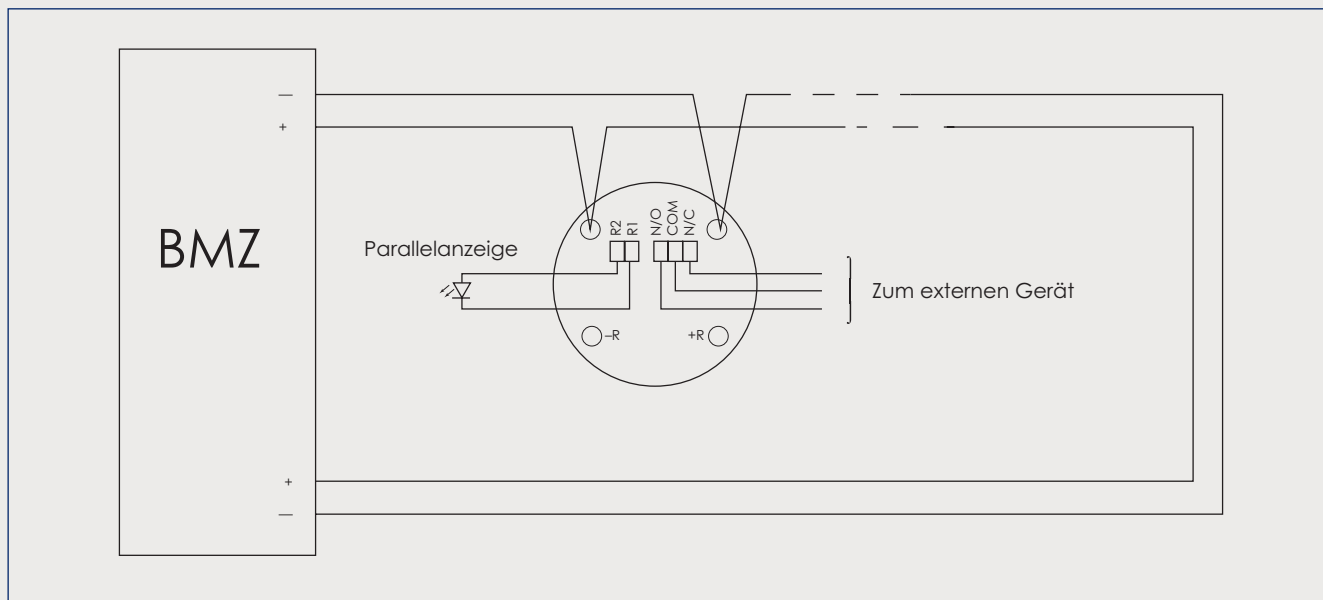 —
+
BMZ
R2
R1
N/O
COM
N/C
Parallelanzeige
Zum externen Gerät
–R
+R
+
—